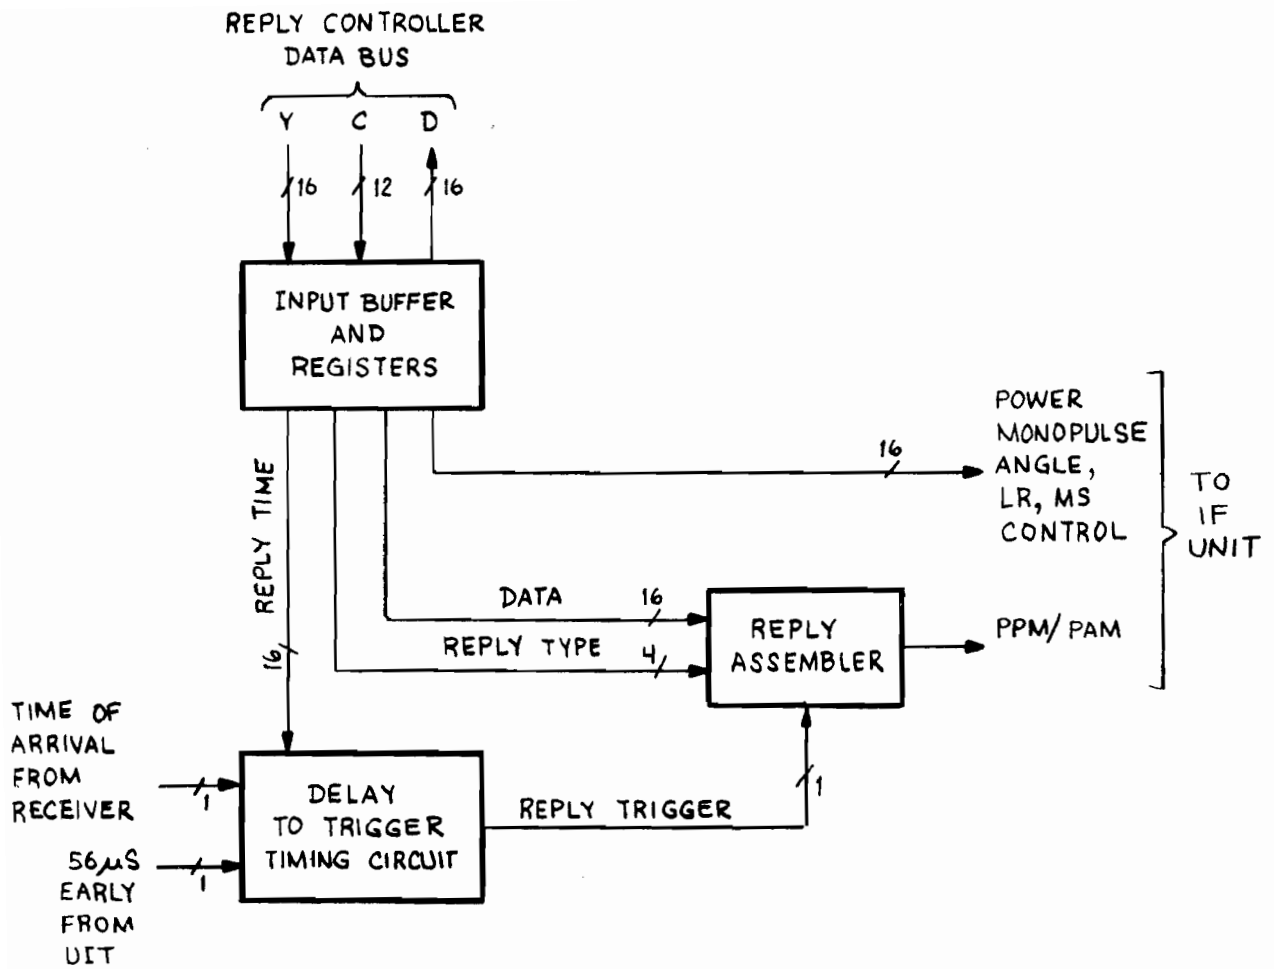 REPLY CONTROLLER
DATA BUS
Y C D
16 12 16
INPUT BUFFER
AND
REGISTERS
REPLY TIME
16
16
POWER
MONOPULSE
ANGLE,
LR, MS
CONTROL
TO
IF
UNIT
DATA 16
REPLY TYPE 4
REPLY
ASSEMBLER
PPM/PAM
TIME OF
ARRIVAL
FROM
RECEIVER
1
56µS
EARLY
FROM
UIT
1
DELAY
TO TRIGGER
TIMING CIRCUIT
REPLY TRIGGER
1